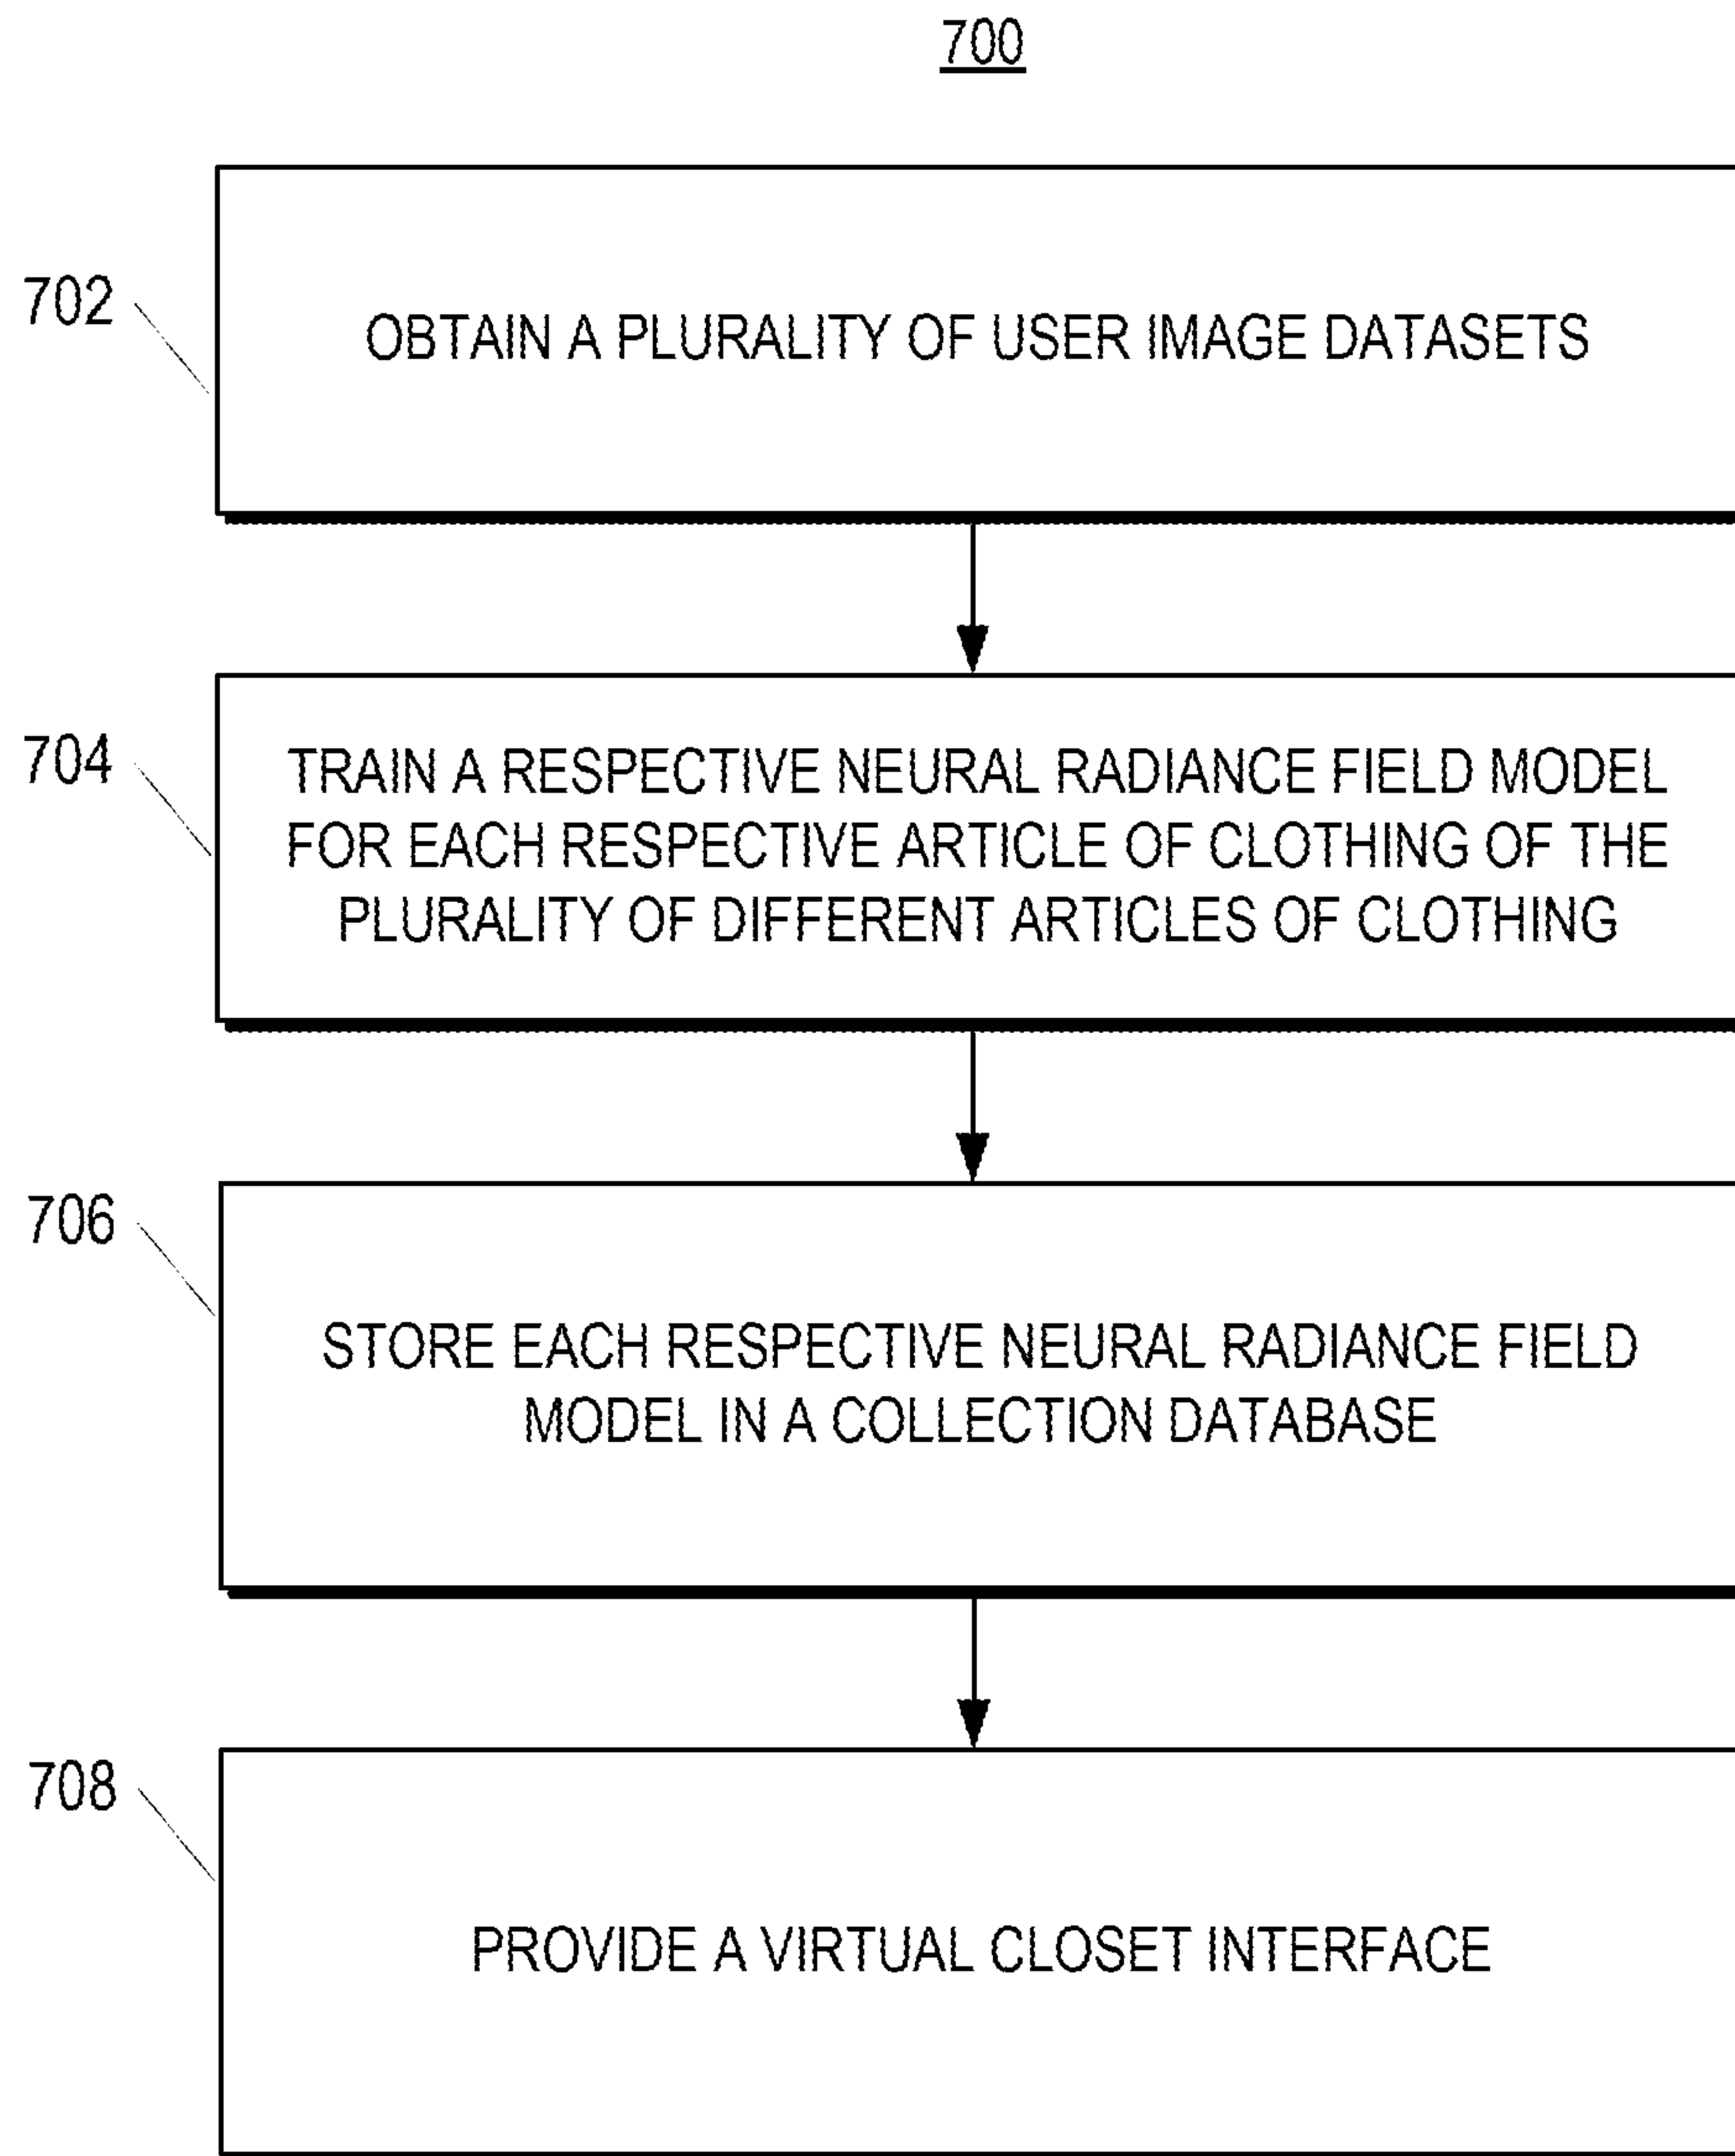 700
702
OBTAIN A PLURALITY OF USER IMAGE DATASETS
704
TRAIN A RESPECTIVE NEURAL RADIANCE FIELD MODEL
FOR EACH RESPECTIVE ARTICLE OF CLOTHING OF THE
PLURALITY OF DIFFERENT ARTICLES OF CLOTHING
706
STORE EACH RESPECTIVE NEURAL RADIANCE FIELD
MODEL IN A COLLECTION DATABASE
708
PROVIDE A VIRTUAL CLOSET INTERFACE